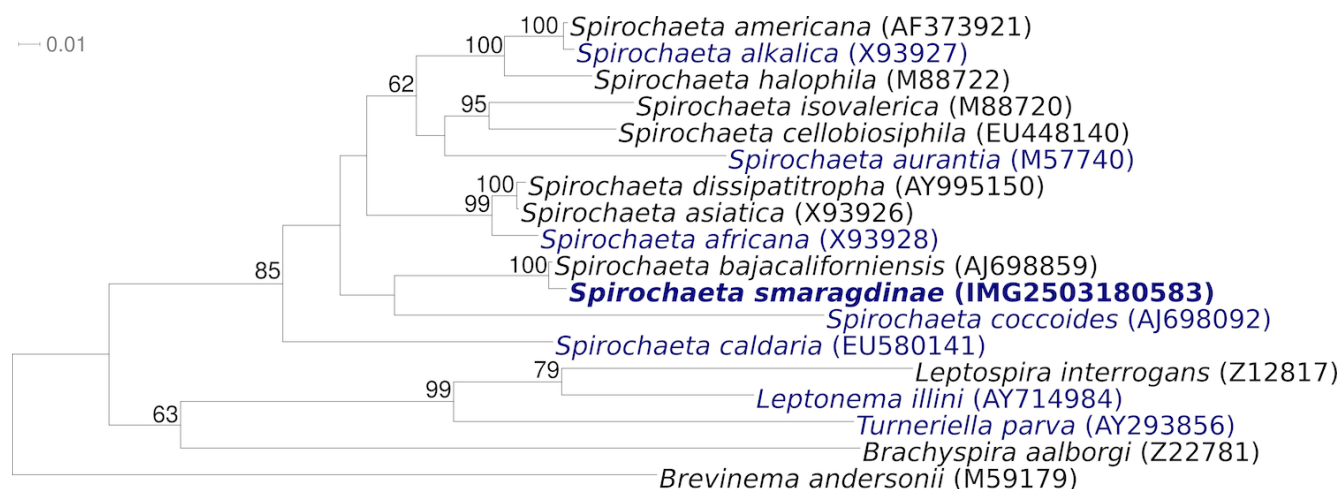 0.01
100 Spirochaeta americana (AF373921)
100 Spirochaeta alkalica (X93927)
Spirochaeta halophila (M88722)
62
95 Spirochaeta isovalerica (M88720)
Spirochaeta cellobiosiphila (EU448140)
Spirochaeta aurantia (M57740)
100 Spirochaeta dissipatitropha (AY995150)
99 Spirochaeta asiatica (X93926)
Spirochaeta africana (X93928)
85 100 Spirochaeta bajacaliforniensis (AJ698859)
Spirochaeta smaragdinae (IMG2503180583)
Spirochaeta coccoides (AJ698092)
Spirochaeta caldaria (EU580141)
79 Leptospira interrogans (Z12817)
99 Leptonema illini (AY714984)
63 Turneriella parva (AY293856)
Brachyspira aalborgi (Z22781)
Brevinema andersonii (M59179)